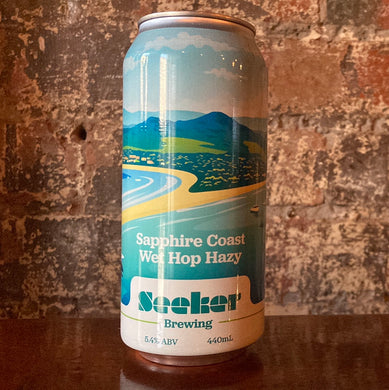 Sapphire Coast
Wet Hop Hazy
Seeker
Brewing
5.4% ABV 440mL